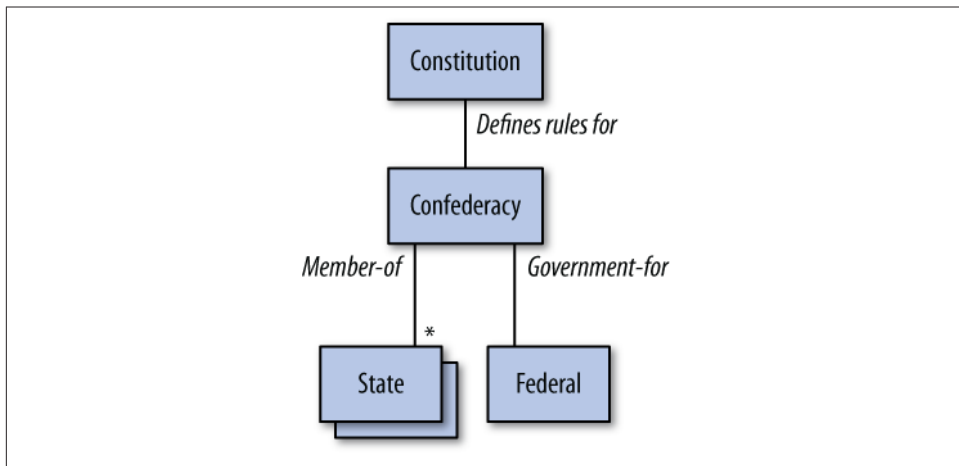 Constitution
Defines rules for
Confederacy
Member-of
Government-for
*
State
Federal